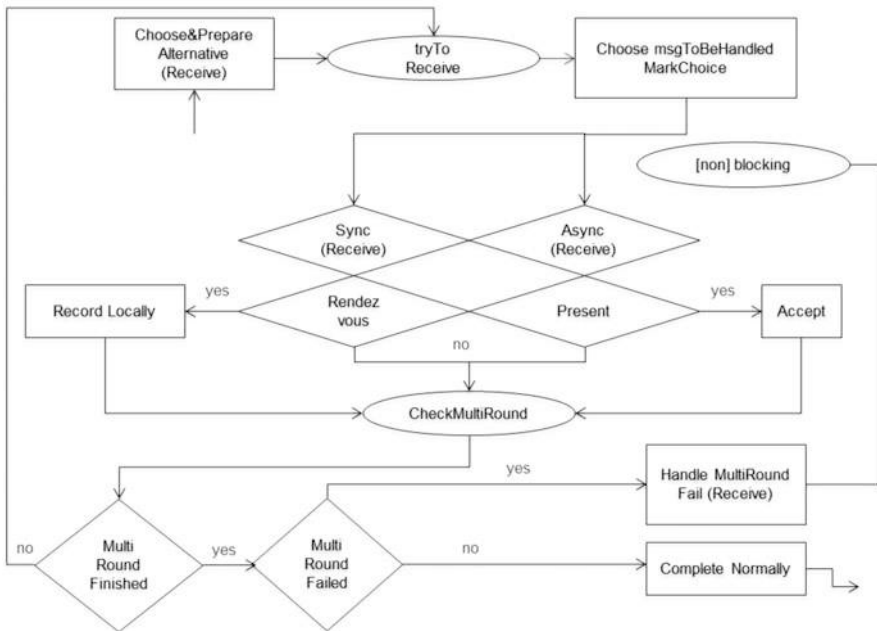 Choose&Prepare
Alternative
(Receive)
tryTo
Receive
Choose msgToBeHandled
MarkChoice
[non] blocking
Sync
(Receive)
Async
(Receive)
yes
Record Locally
Rendez
vous
Present
yes
Accept
no
CheckMultiRound
yes
Handle MultiRound
Fail (Receive)
no
Multi
Round
Finished
yes
Multi
Round
Failed
no
Complete Normally